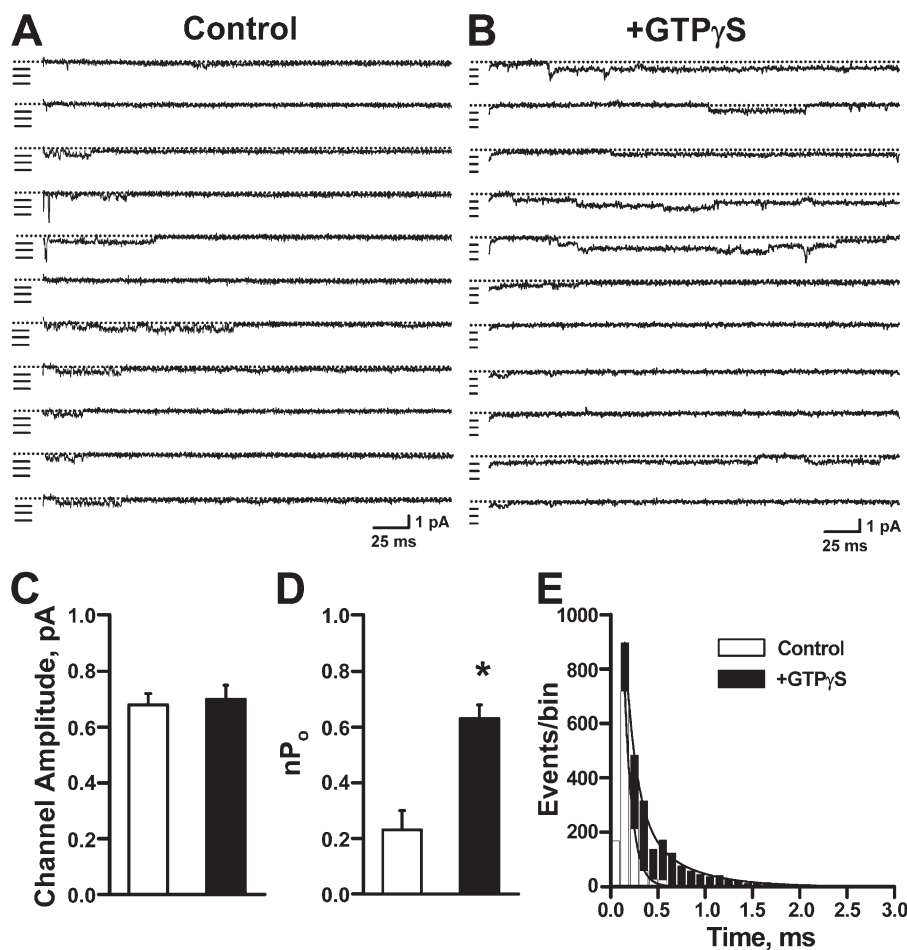 A Control
B +GTPγS
1 pA
25 ms
1 pA
25 ms
C
Channel Amplitude, pA
1.0
0.8
0.6
0.4
0.2
0.0
D
nPo
1.0
0.8
0.6
0.4
0.2
0.0
*
E
Events/bin
1000
800
600
400
200
0
Control
+GTPγS
0.0 0.5 1.0 1.5 2.0 2.5 3.0
Time, ms